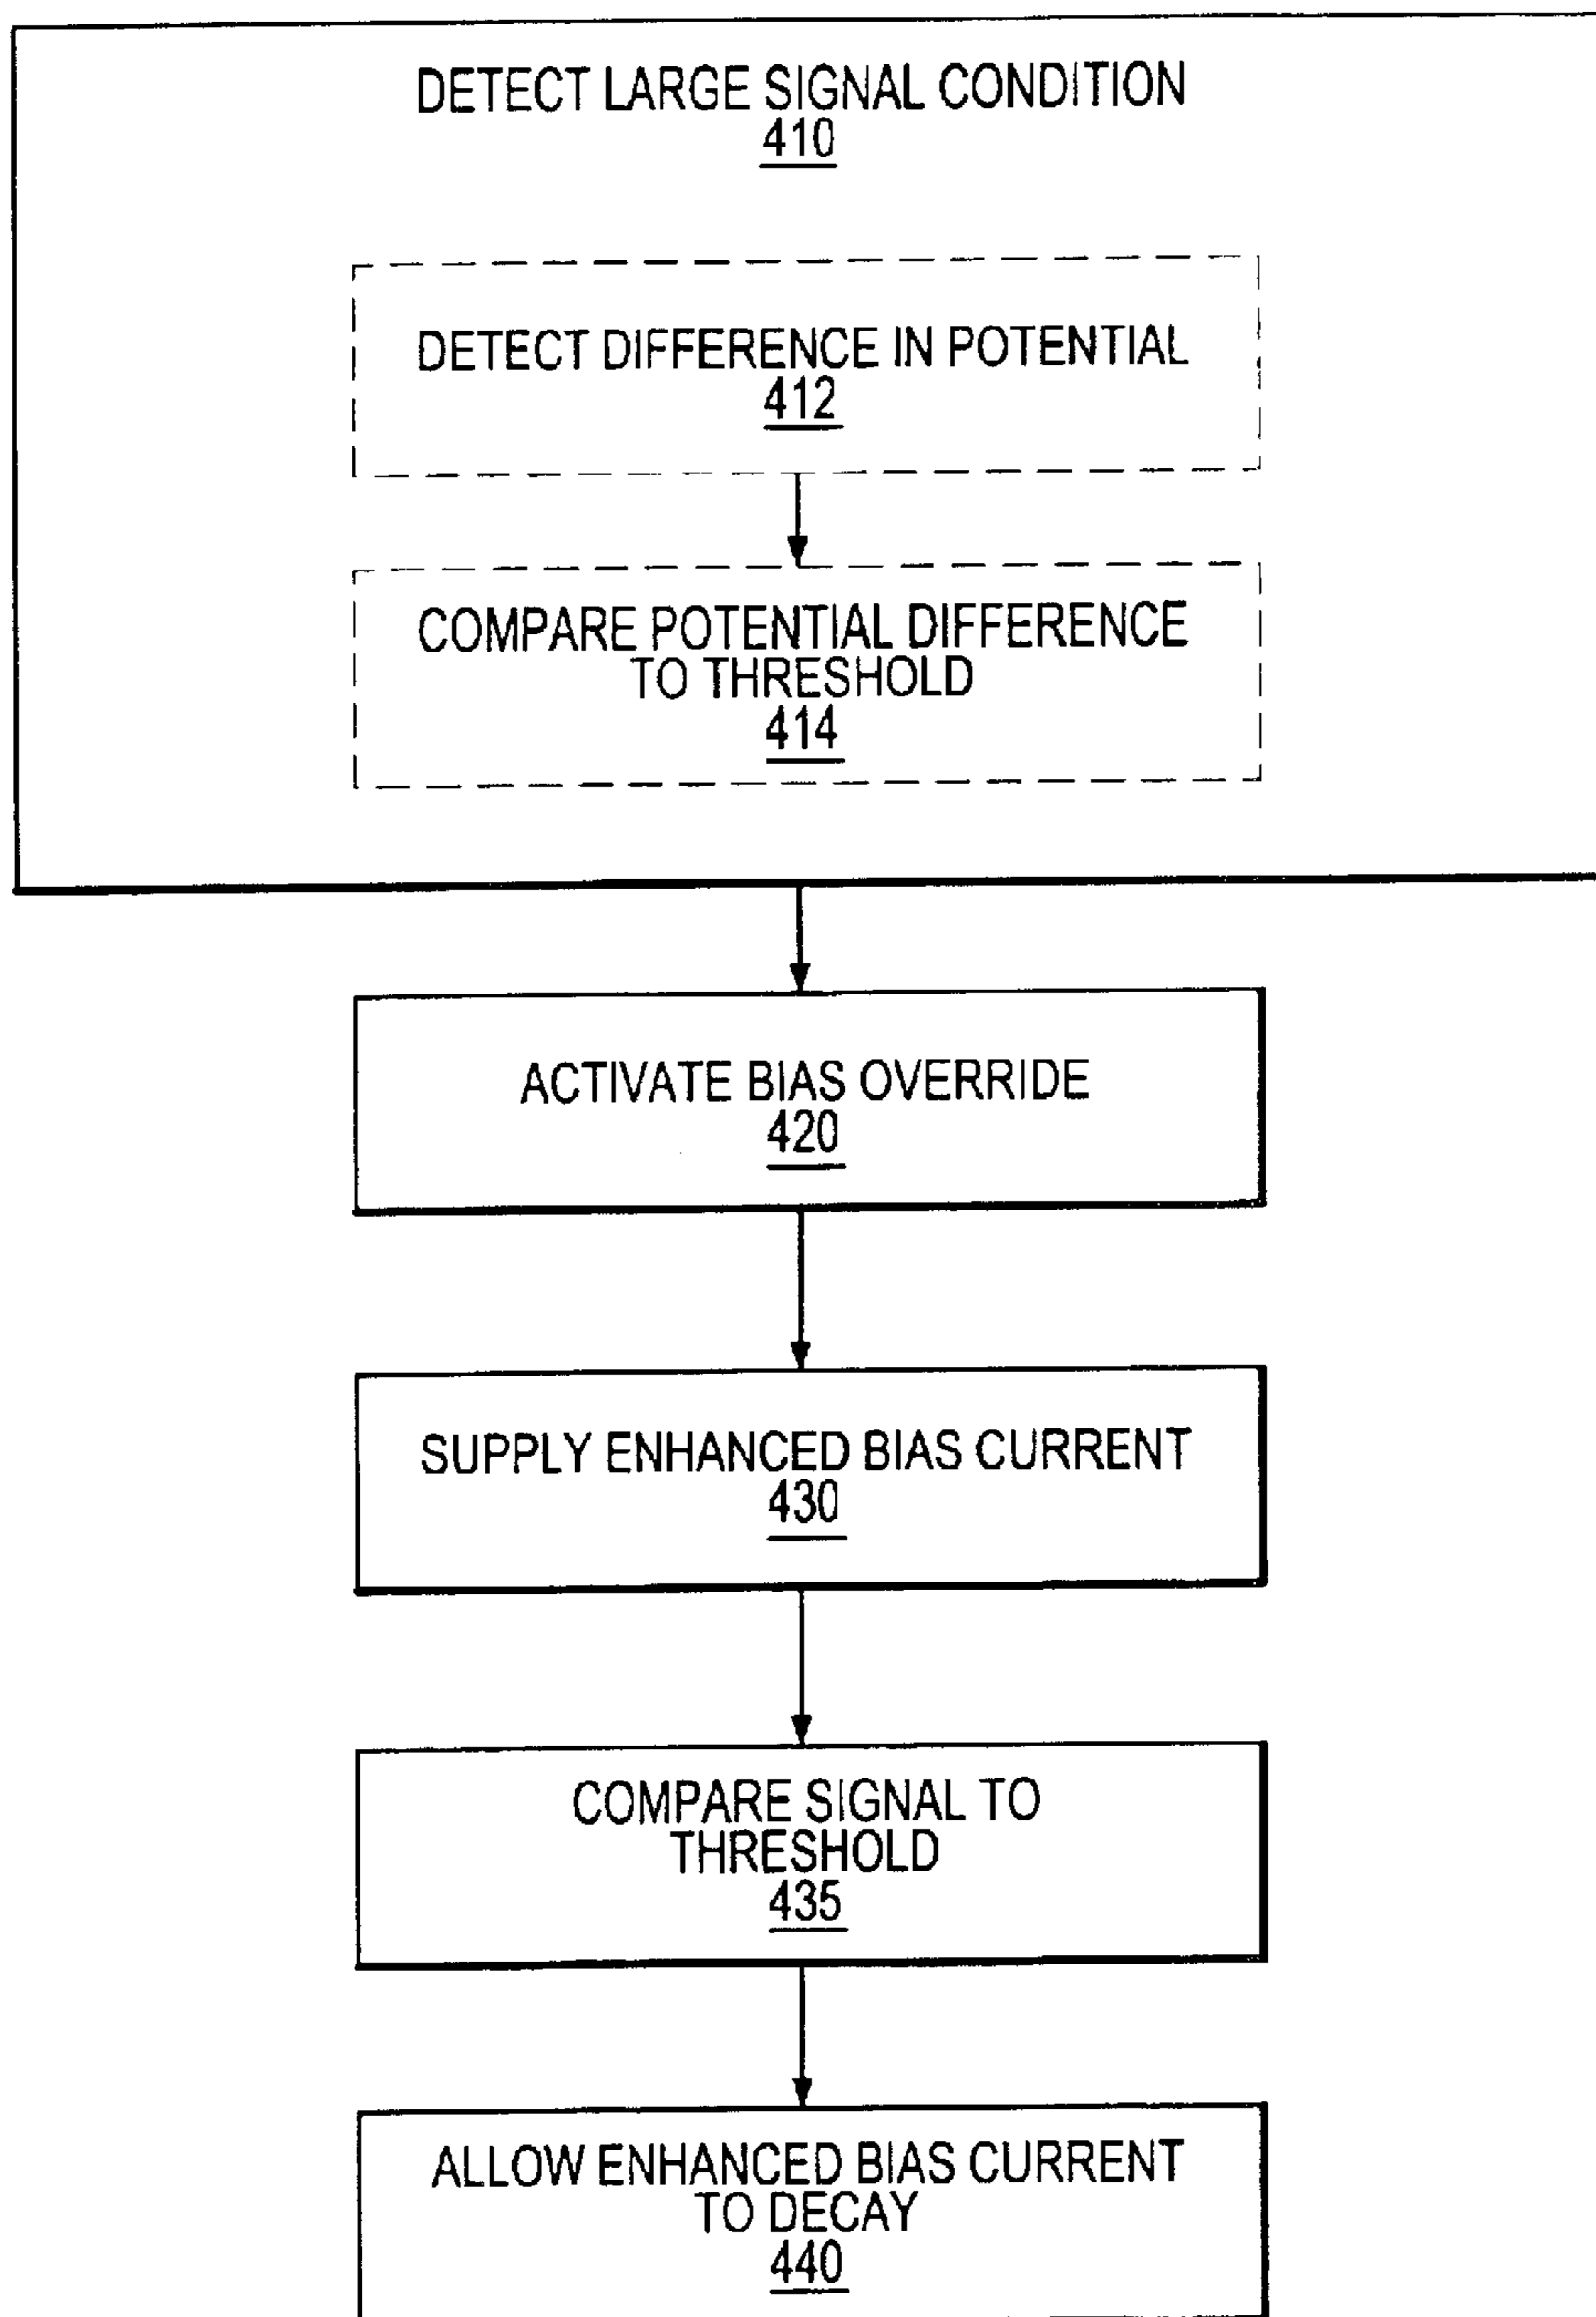 DETECT LARGE SIGNAL CONDITION
410
DETECT DIFFERENCE IN POTENTIAL
412
COMPARE POTENTIAL DIFFERENCE
TO THRESHOLD
414
ACTIVATE BIAS OVERRIDE
420
SUPPLY ENHANCED BIAS CURRENT
430
COMPARE SIGNAL TO
THRESHOLD
435
ALLOW ENHANCED BIAS CURRENT
TO DECAY
440